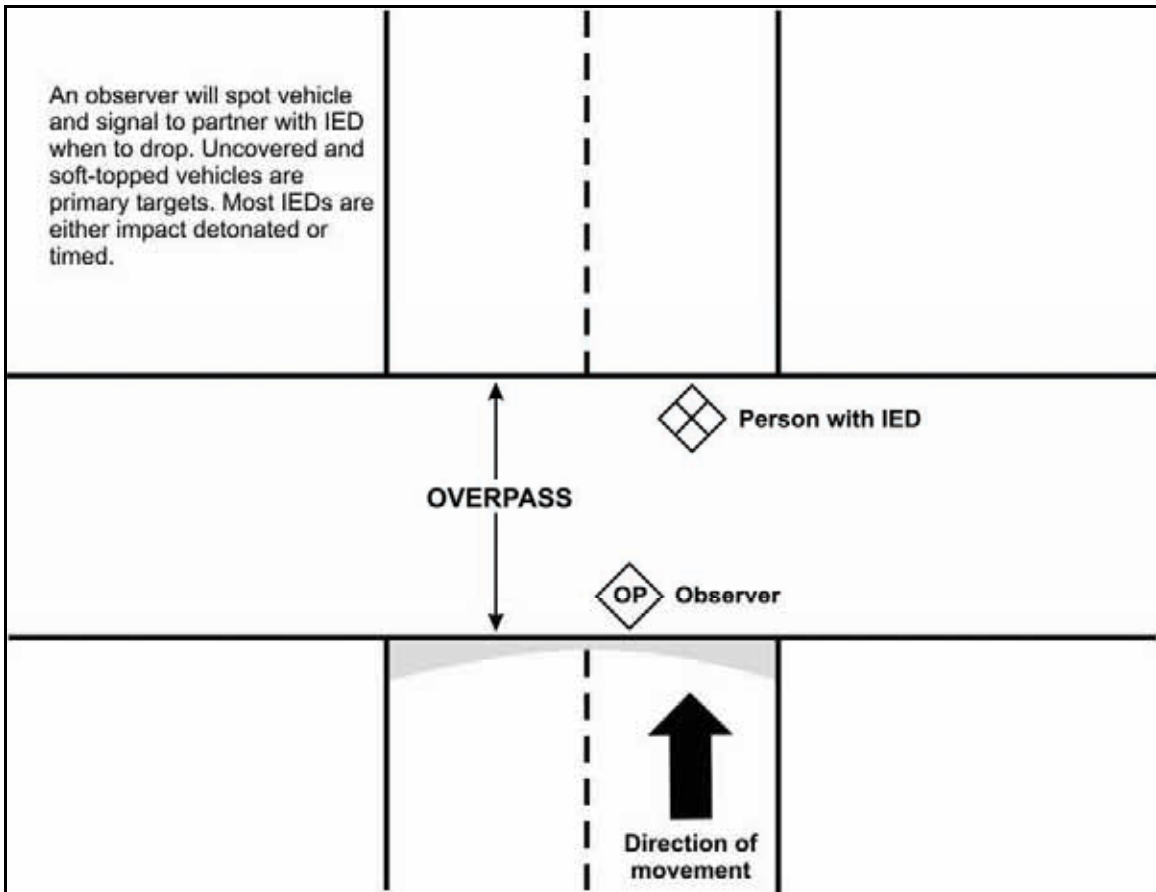 An observer will spot vehicle
and signal to partner with IED
when to drop. Uncovered and
soft-topped vehicles are
primary targets. Most IEDs are
either impact detonated or
timed.
Person with IED
OVERPASS
OP Observer
Direction of
movement